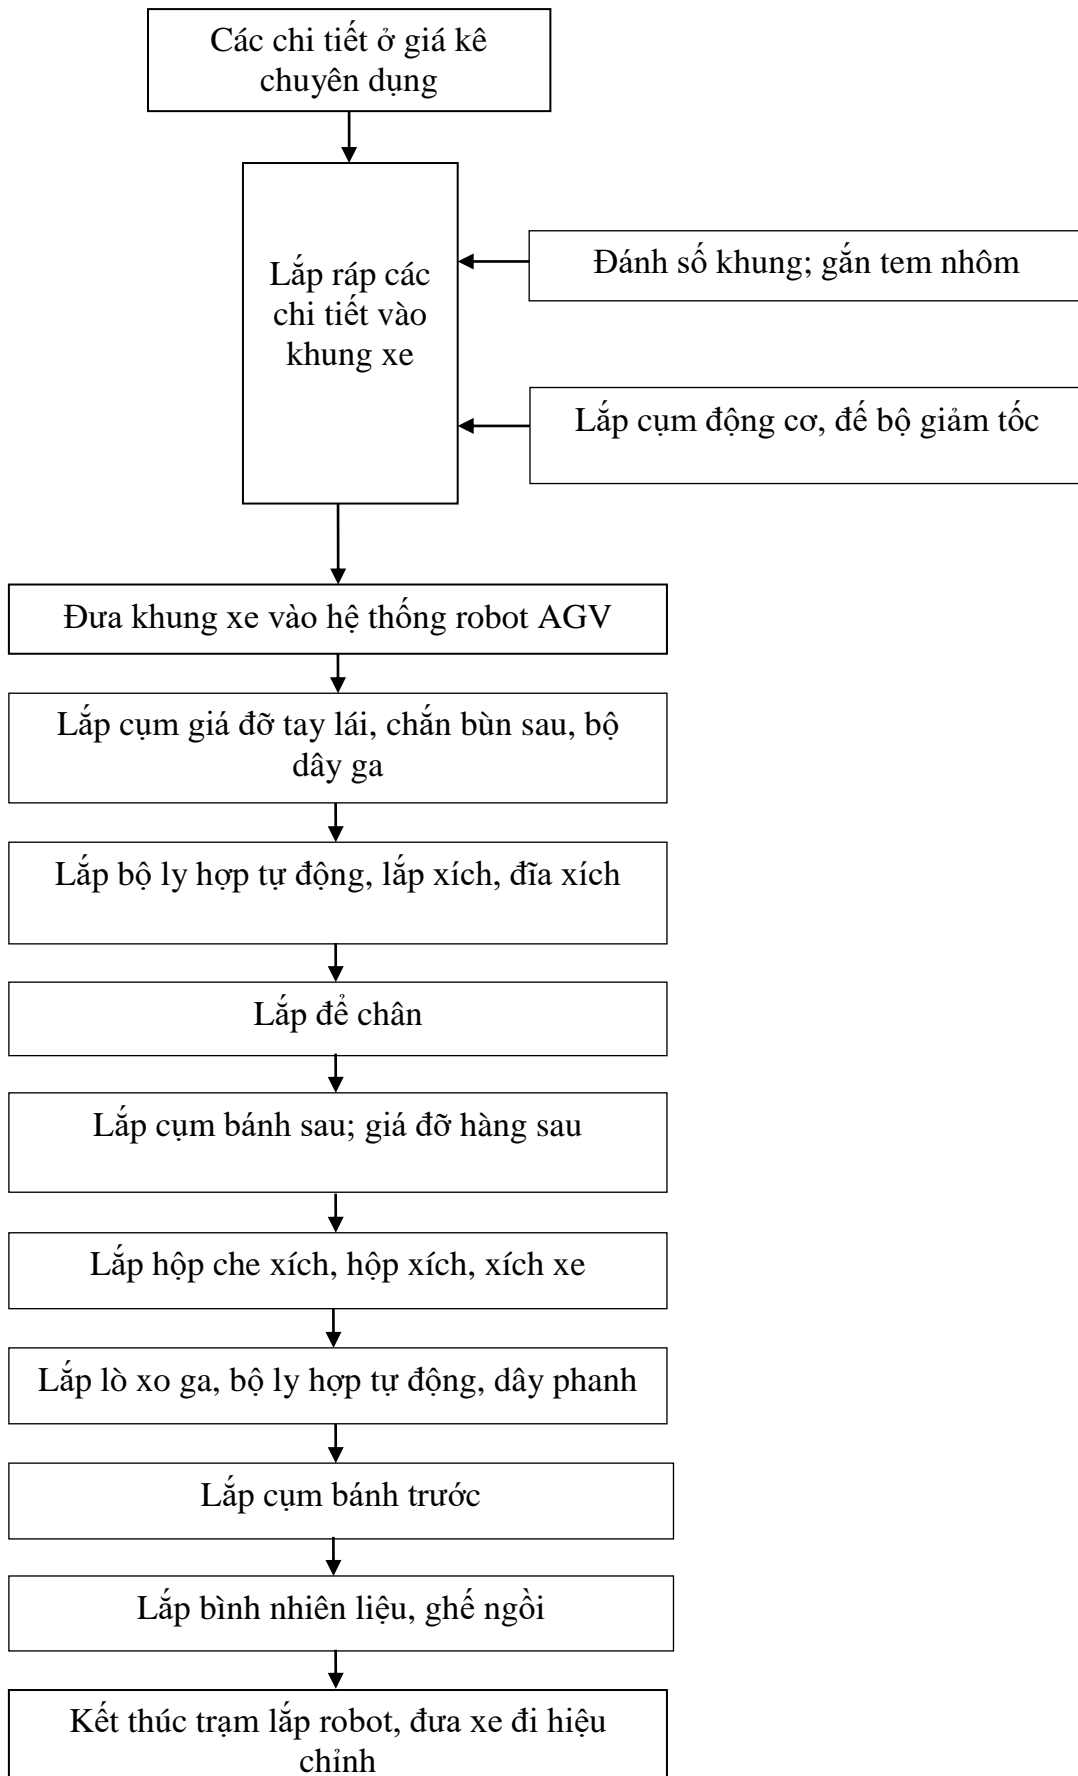 Các chi tiết ở giá kê
chuyên dụng
Đánh số khung; gắn tem nhôm
Lắp ráp các
chi tiết vào
khung xe
Lắp cụm động cơ, đế bộ giảm tốc
Đưa khung xe vào hệ thống robot AGV
Lắp cụm giá đỡ tay lái, chắn bùn sau, bộ
dây ga
Lắp bộ ly hợp tự động, lắp xích, đĩa xích
Lắp để chân
Lắp cụm bánh sau; giá đỡ hàng sau
Lắp hộp che xích, hộp xích, xích xe
Lắp lò xo ga, bộ ly hợp tự động, dây phanh
Lắp cụm bánh trước
Lắp bình nhiên liệu, ghế ngồi
Kết thúc trạm lắp robot, đưa xe đi hiệu
chỉnh